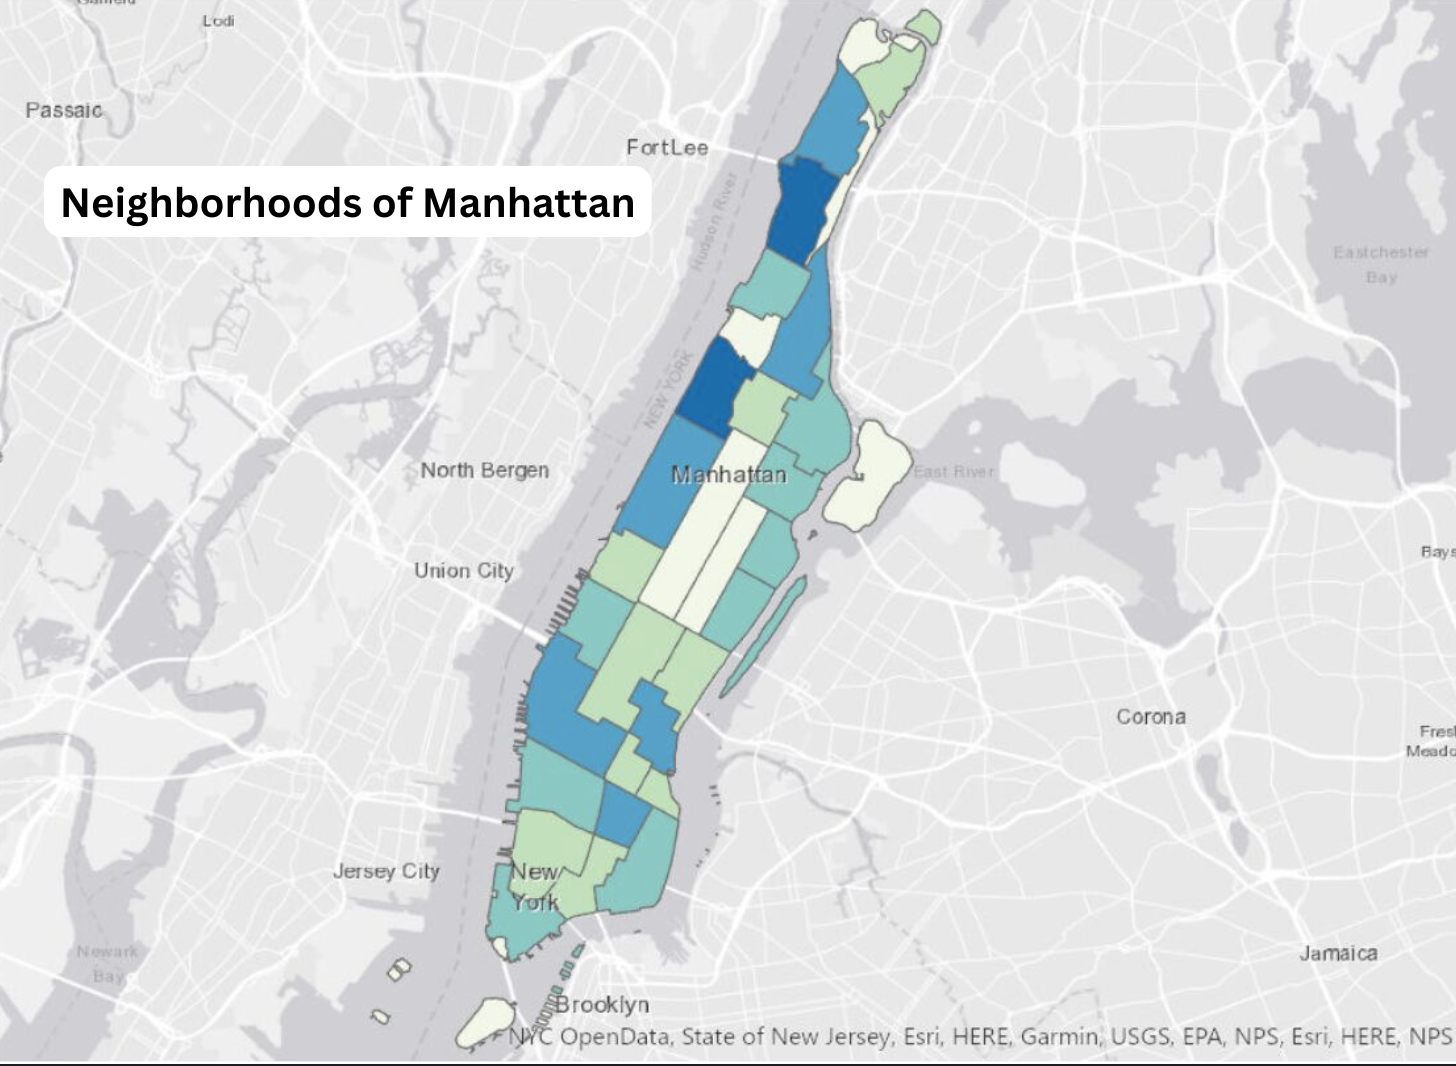 Lodi
Passaic
FortLee
Neighborhoods of Manhattan
Hudson River
Eastchester
Bay
NEW YORK
North Bergen
Manhattan
East River
Bays
Union City
Corona
Fresh
Meado
Jersey City
New
York
Newark
Bay
Jamaica
Brooklyn
NYC OpenData, State of New Jersey, Esri, HERE, Garmin, USGS, EPA, NPS, Esri, HERE, NPS